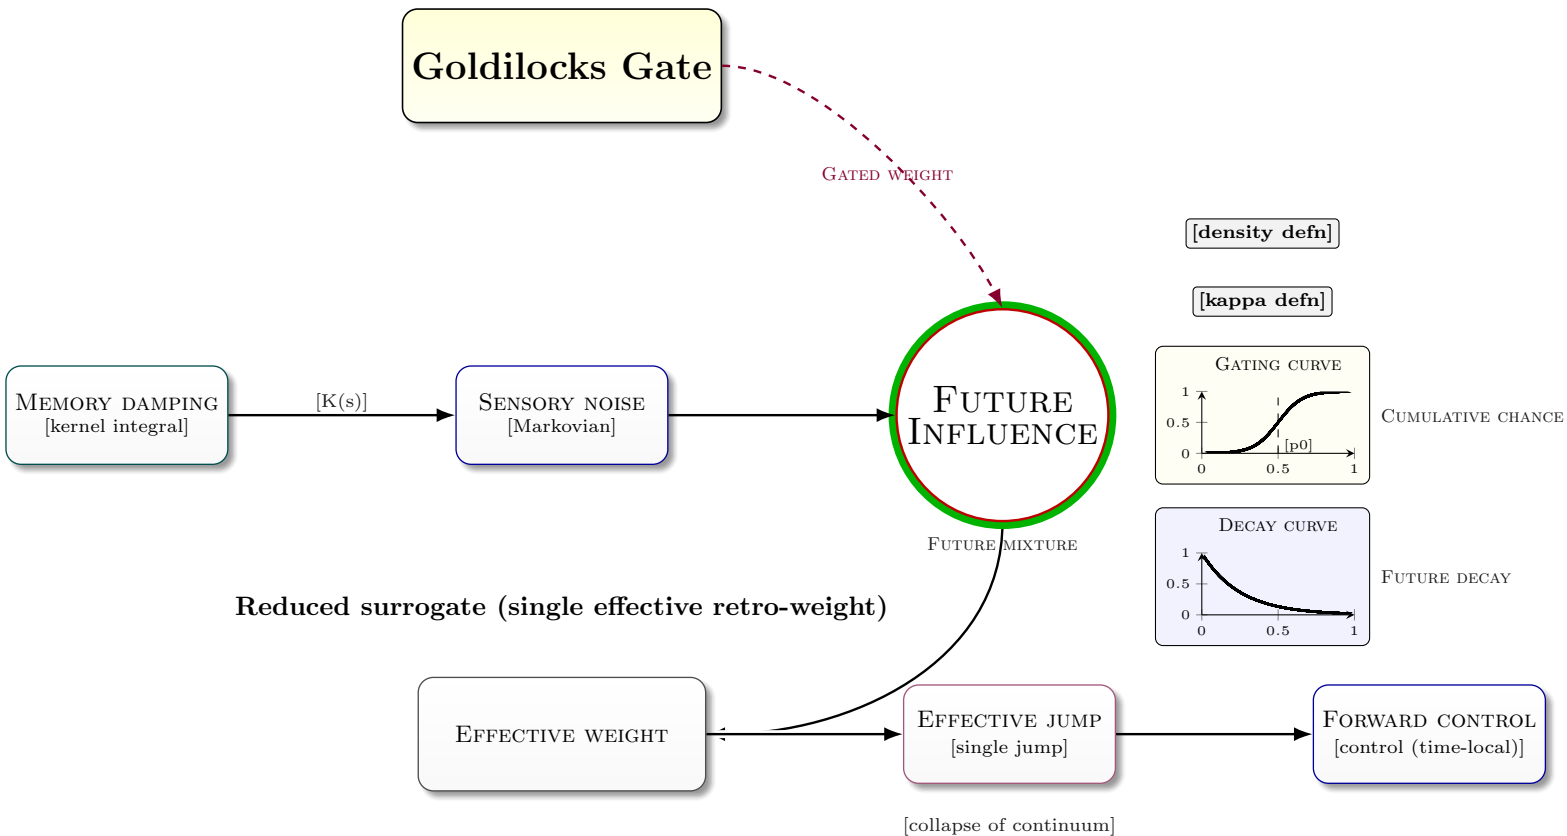 Goldilocks Gate
Gated weight
[density defn]
[kappa defn]
Memory damping
[kernel integral]
[K(s)]
Sensory noise
[Markovian]
Future
Influence
Gating curve
1
0.5
0
[p0]
0
0.5
1
Cumulative chance
Future mixture
Decay curve
1
0.5
0
0
0.5
1
Future decay
Reduced surrogate (single effective retro-weight)
Effective weight
Effective jump
[single jump]
Forward control
[control (time-local)]
[collapse of continuum]